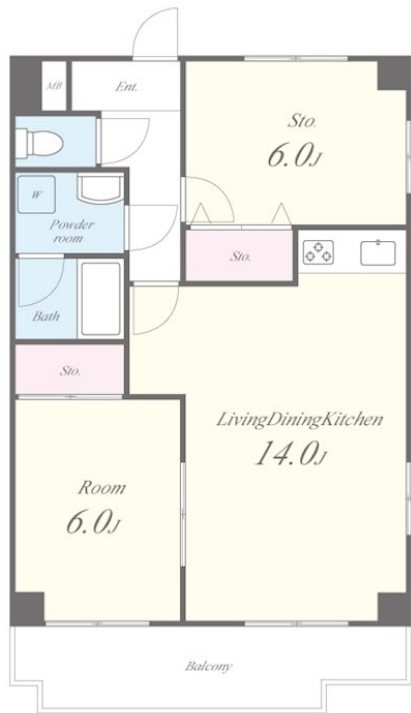 MB
Ent.
Sto.
6.0J
W
Powder
room
Sto.
Bath
Sto.
LivingDiningKitchen
14.0J
Room
6.0J
Balcony